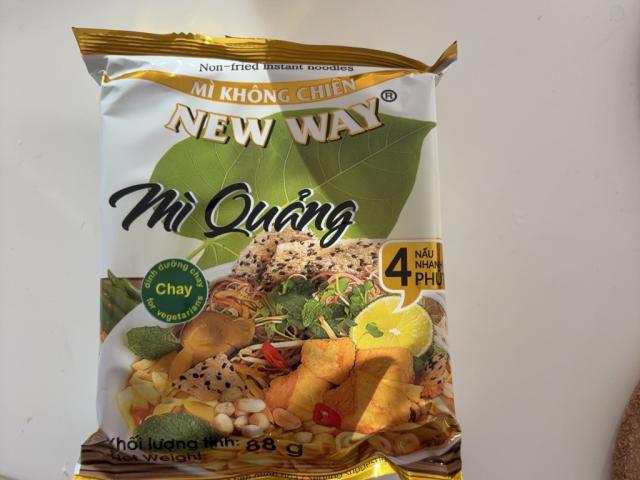 Non-fried instant noodles
MÌ KHÔNG CHIÊN
NEW WAY®
Mì Quảng
dinh dưỡng chay
Chay
for vegetarians
4 NẤU
NHANH
PHÚT
Khối lượng tịnh: 88 g
Net Weight: